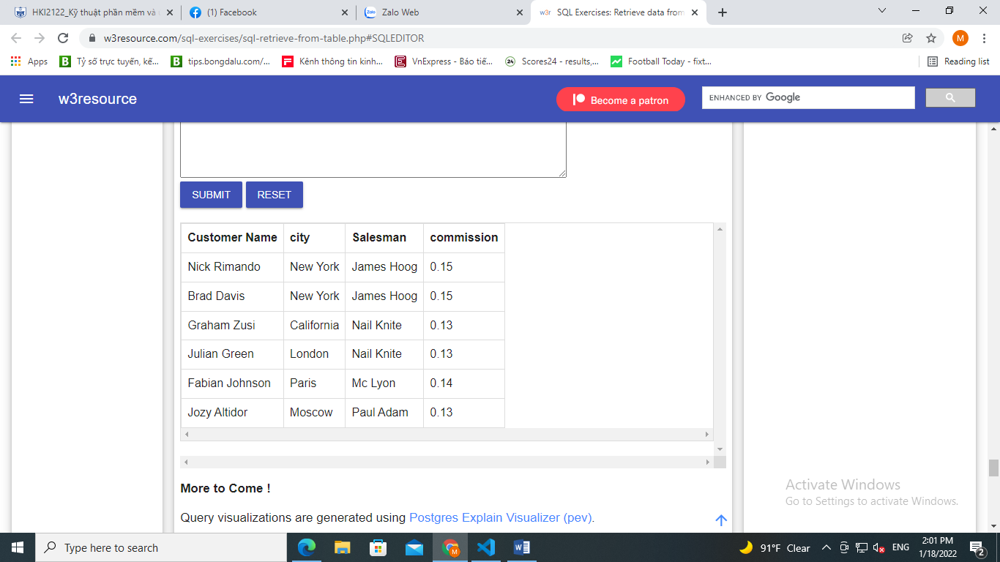 HKI2122_Kỹ thuật phần mềm và
(1) Facebook
Zalo Web
w3r SQL Exercises: Retrieve data from
w3resource.com/sql-exercises/sql-retrieve-from-table.php#SQLEDITOR
M
Apps
B Tỷ số trực tuyến, kế...
B tips.bongdalu.com/...
Kênh thông tin kinh...
E VnExpress - Báo tiế...
24 Scores24 - results,...
Football Today - fixt...
Reading list
w3resource
Become a patron
ENHANCED BY Google
SUBMIT RESET
Customer Name city Salesman commission
Nick Rimando New York James Hoog 0.15
Brad Davis New York James Hoog 0.15
Graham Zusi California Nail Knite 0.13
Julian Green London Nail Knite 0.13
Fabian Johnson Paris Mc Lyon 0.14
Jozy Altidor Moscow Paul Adam 0.13
More to Come !
Query visualizations are generated using Postgres Explain Visualizer (pev).
Activate Windows
Go to Settings to activate Windows.
Type here to search
91°F Clear
ENG
2:01 PM
1/18/2022
2